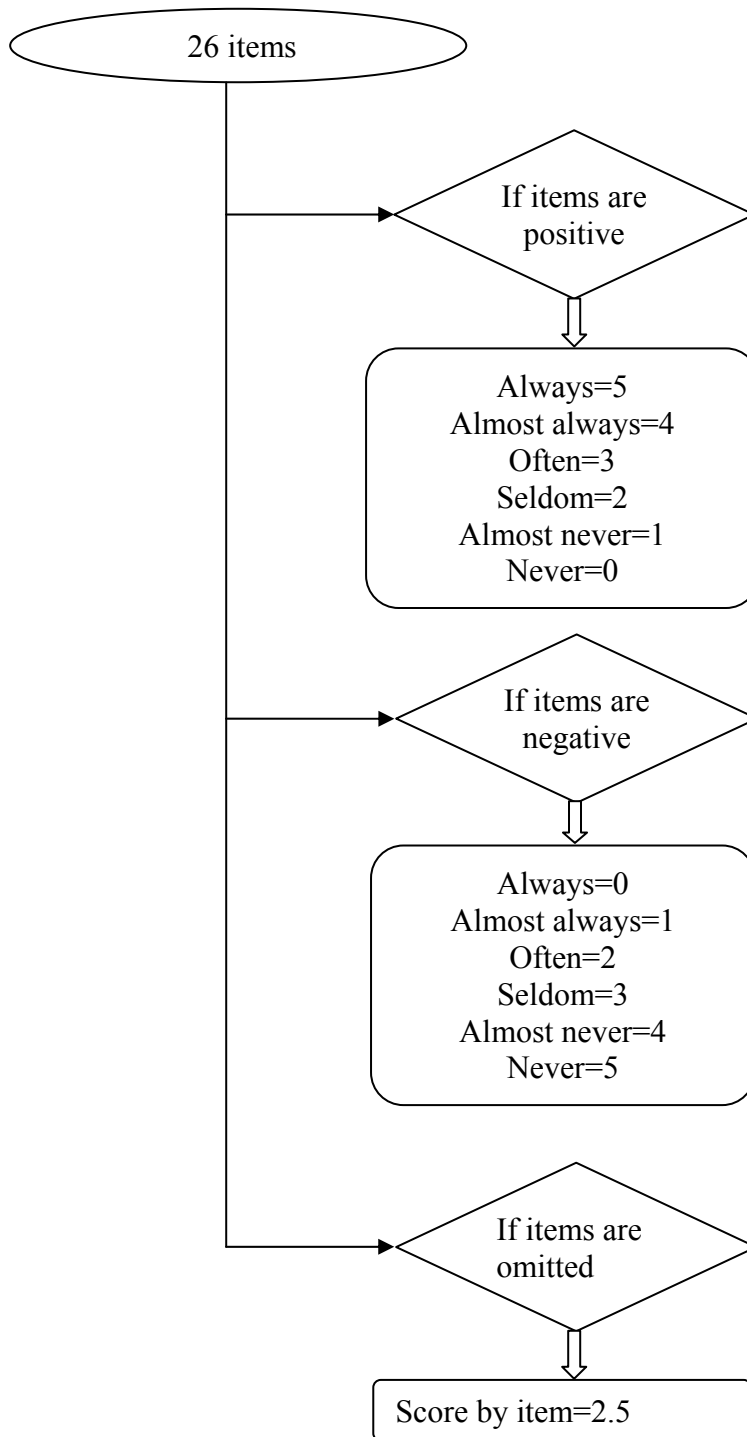 26 items
If items are
positive
Always=5
Almost always=4
Often=3
Seldom=2
Almost never=1
Never=0
If items are
negative
Always=0
Almost always=1
Often=2
Seldom=3
Almost never=4
Never=5
If items are
omitted
Score by item=2.5